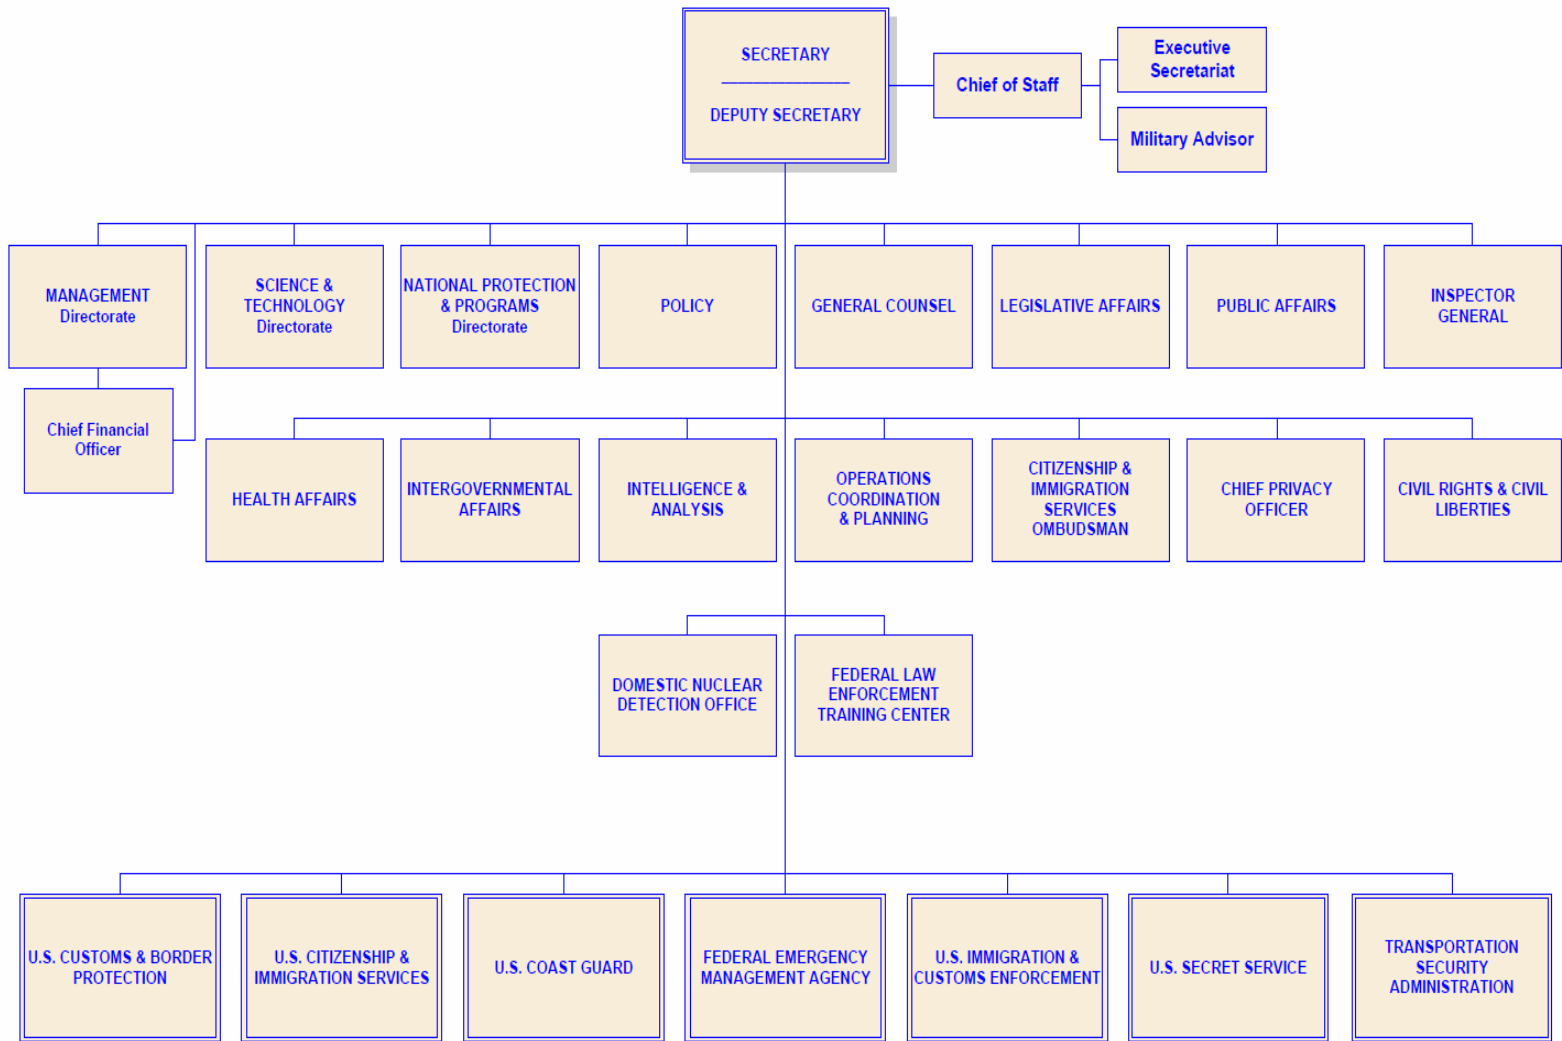 SECRETARY
________________
DEPUTY SECRETARY
Chief of Staff
Executive
Secretariat
Military Advisor
MANAGEMENT
Directorate
SCIENCE &
TECHNOLOGY
Directorate
NATIONAL PROTECTION
& PROGRAMS
Directorate
POLICY
GENERAL COUNSEL
LEGISLATIVE AFFAIRS
PUBLIC AFFAIRS
INSPECTOR
GENERAL
Chief Financial
Officer
HEALTH AFFAIRS
INTERGOVERNMENTAL
AFFAIRS
INTELLIGENCE &
ANALYSIS
OPERATIONS
COORDINATION
& PLANNING
CITIZENSHIP &
IMMIGRATION
SERVICES
OMBUDSMAN
CHIEF PRIVACY
OFFICER
CIVIL RIGHTS & CIVIL
LIBERTIES
DOMESTIC NUCLEAR
DETECTION OFFICE
FEDERAL LAW
ENFORCEMENT
TRAINING CENTER
U.S. CUSTOMS & BORDER
PROTECTION
U.S. CITIZENSHIP &
IMMIGRATION SERVICES
U.S. COAST GUARD
FEDERAL EMERGENCY
MANAGEMENT AGENCY
U.S. IMMIGRATION &
CUSTOMS ENFORCEMENT
U.S. SECRET SERVICE
TRANSPORTATION
SECURITY
ADMINISTRATION